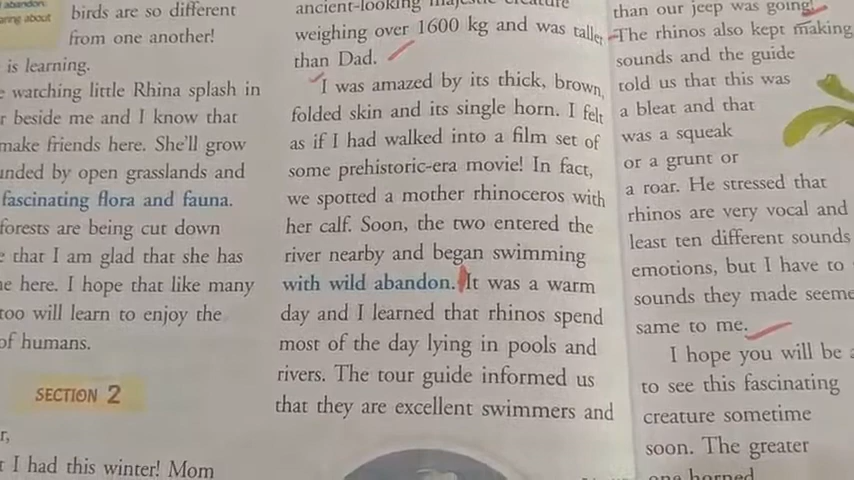 abandon.
aring about
birds are so different
from one another!
is learning.
watching little Rhina splash in
beside me and I know that
make friends here. She'll grow
unded by open grasslands and
fascinating flora and fauna.
forests are being cut down
that I am glad that she has
here. I hope that like many
too will learn to enjoy the
of humans.
SECTION 2
I had this winter! Mom
ancient-looking majestic creature
weighing over 1600 kg and was taller
than Dad.
I was amazed by its thick, brown,
folded skin and its single horn. I felt
as if I had walked into a film set of
some prehistoric-era movie! In fact,
we spotted a mother rhinoceros with
her calf. Soon, the two entered the
river nearby and began swimming
with wild abandon. It was a warm
day and I learned that rhinos spend
most of the day lying in pools and
rivers. The tour guide informed us
that they are excellent swimmers and
than our jeep was going!
The rhinos also kept making
sounds and the guide
told us that this was
a bleat and that
was a squeak
or a grunt or
a roar. He stressed that
rhinos are very vocal and
least ten different sounds
emotions, but I have to
sounds they made seeme
same to me.
I hope you will be a
to see this fascinating
creature sometime
soon. The greater
one horned